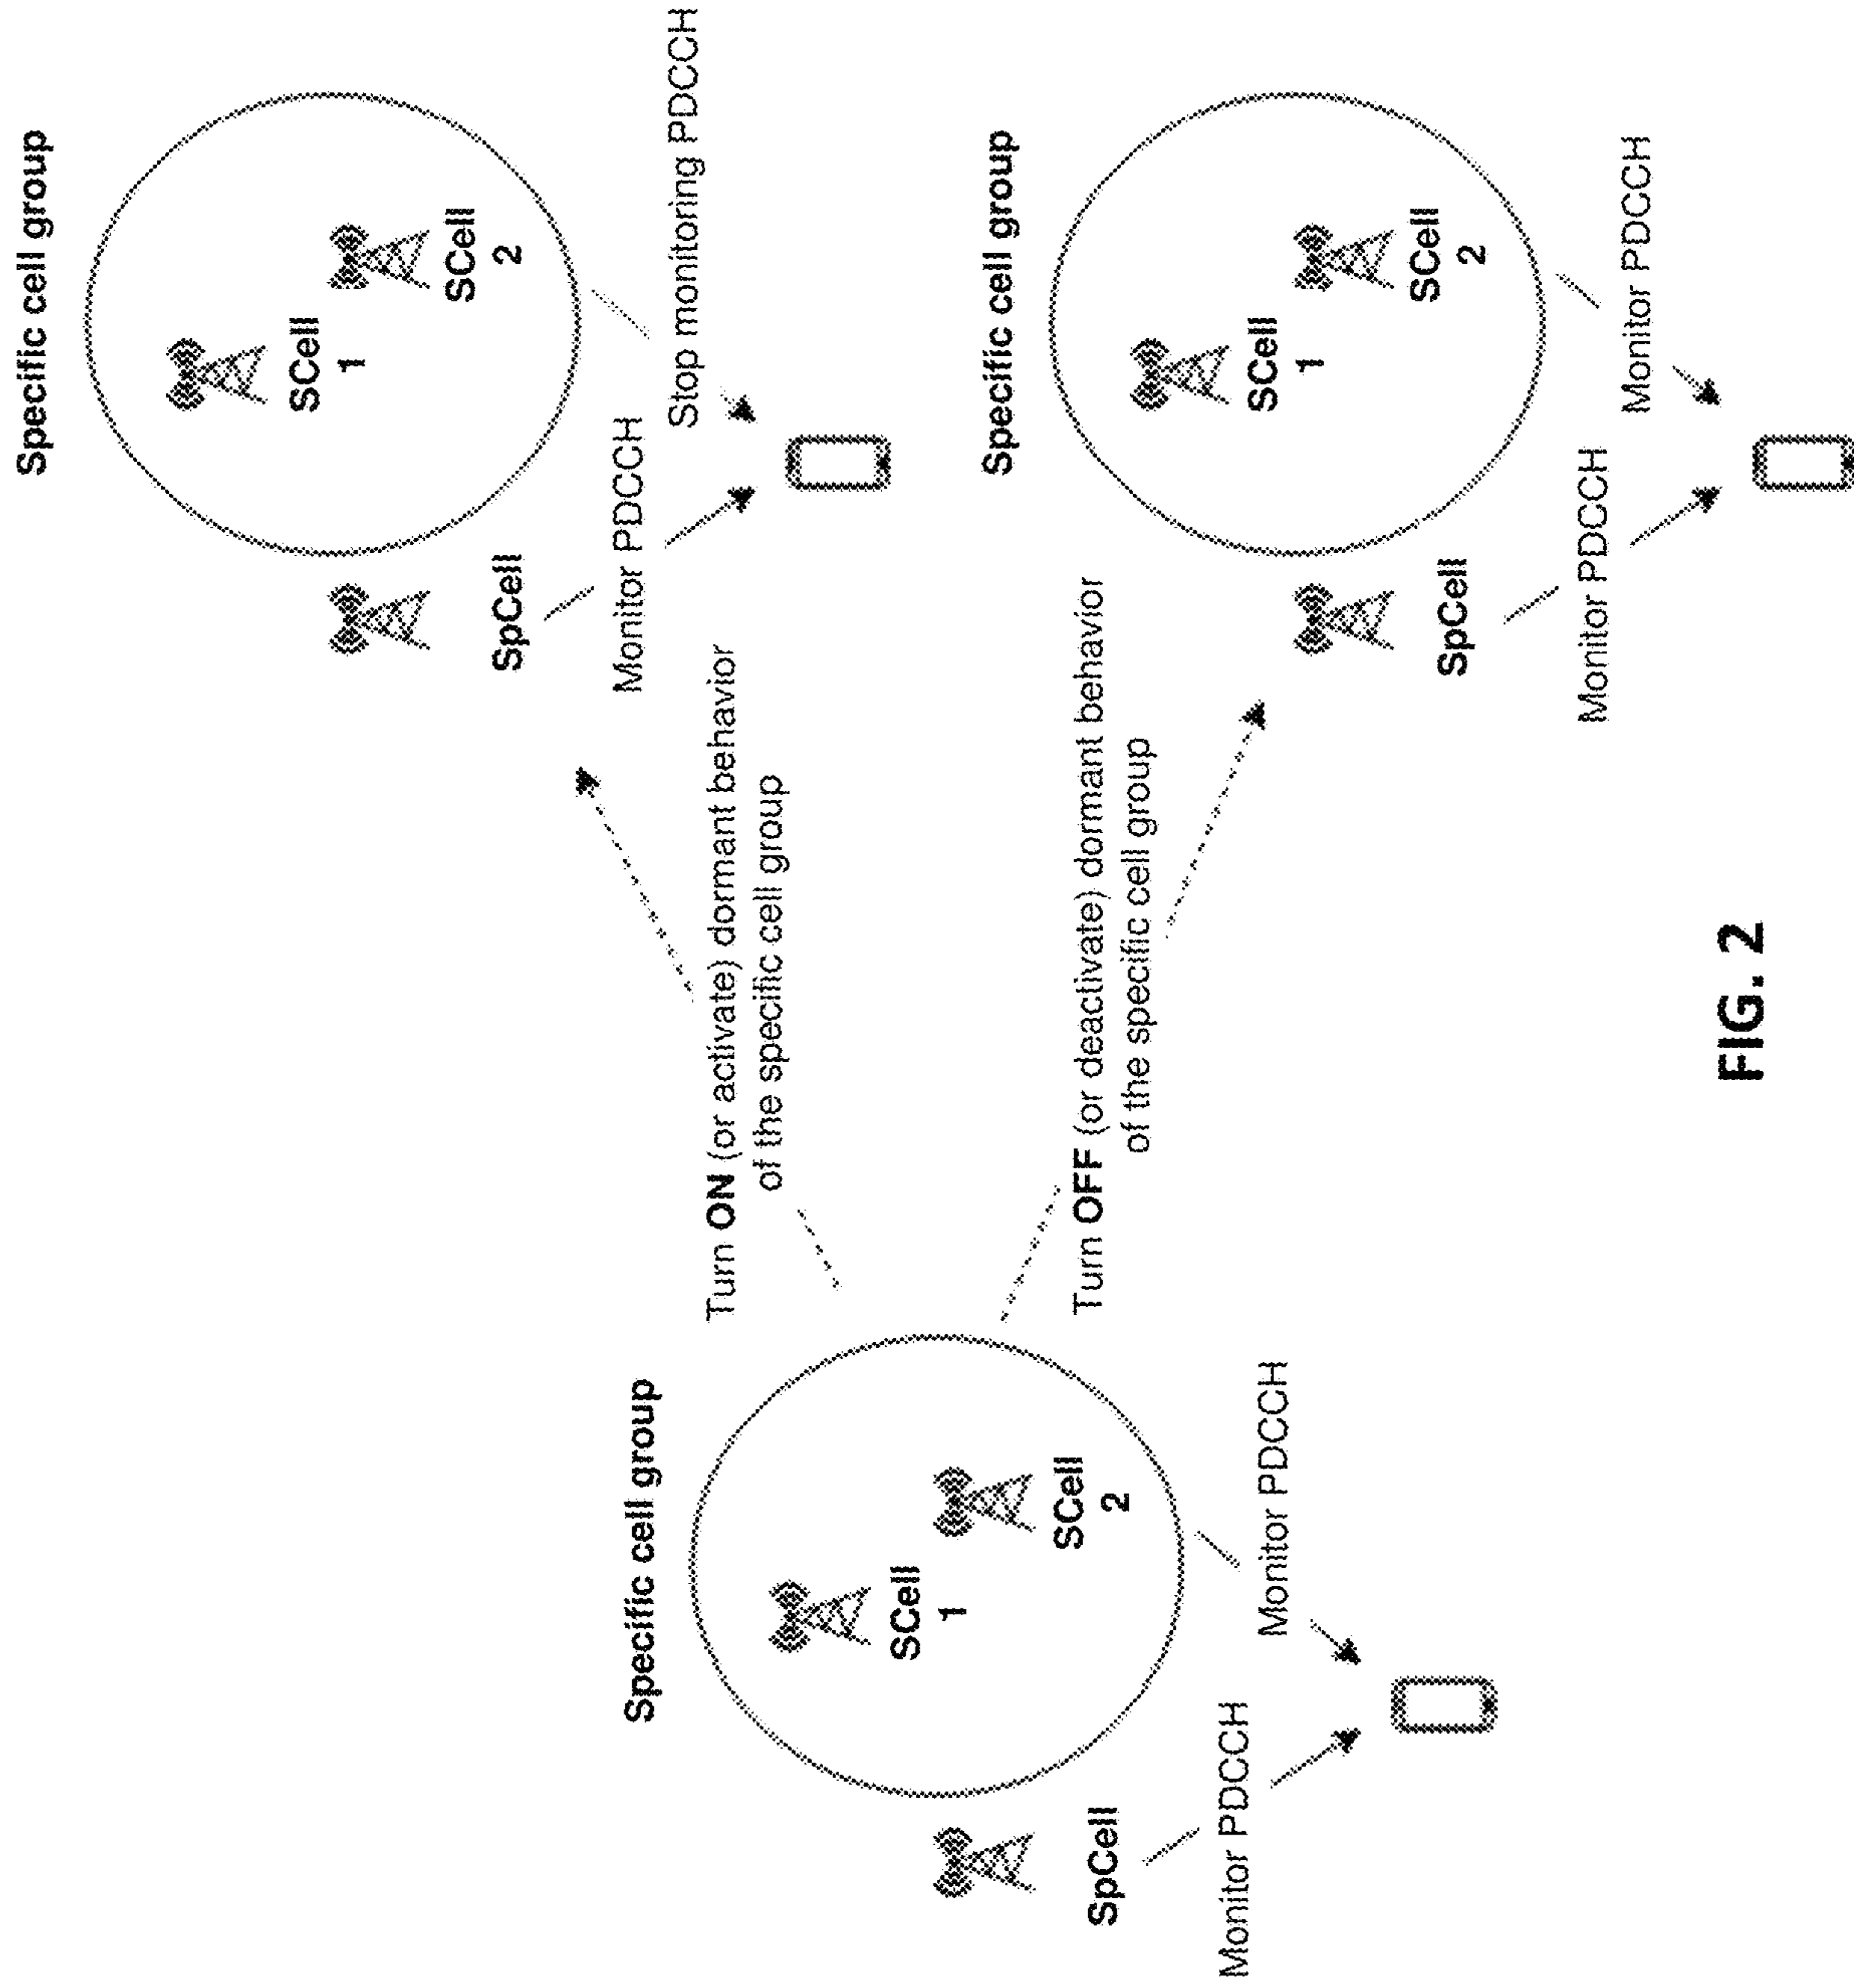 Specific cell group
SCell
1
SCell
2
SpCell
Monitor PDCCH
Monitor PDCCH
Turn ON (or activate) dormant behavior
of the specific cell group
Turn OFF (or deactivate) dormant behavior
of the specific cell group
Specific cell group
SCell
1
SCell
2
SpCell
Monitor PDCCH
Stop monitoring PDCCH
Specific cell group
SCell
1
SCell
2
SpCell
Monitor PDCCH
Monitor PDCCH
FIG. 2